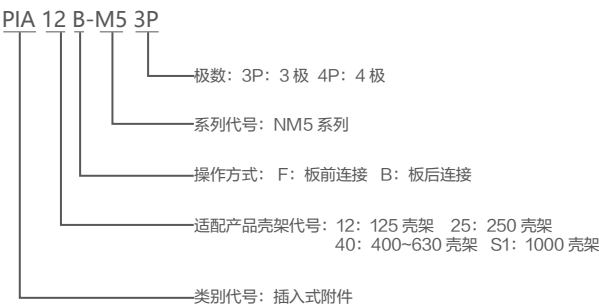 PIA 12 B-M5 3P
极数：3P：3 极 4P：4 极
系列代号：NM5 系列
操作方式： F：板前连接 B：板后连接
适配产品壳架代号：12：125 壳架 25：250 壳架
40：400~630 壳架 S1：1000 壳架
类别代号：插入式附件